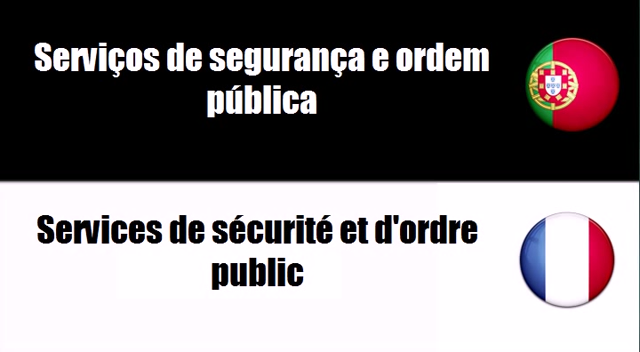 Serviços de segurança e ordem
pública
Services de sécurité et d'ordre
public